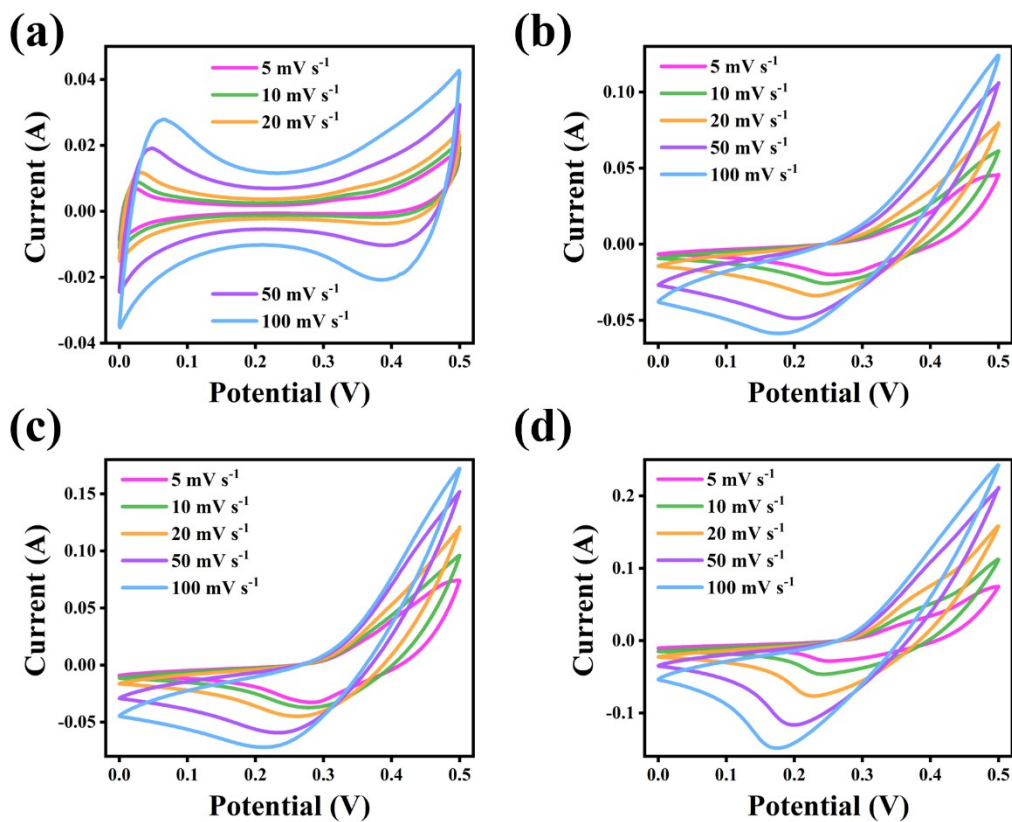 (a)
0.04
0.02
0.00
-0.02
-0.04
Current (A)
5 mV s⁻¹
10 mV s⁻¹
20 mV s⁻¹
50 mV s⁻¹
100 mV s⁻¹
0.0 0.1 0.2 0.3 0.4 0.5
Potential (V)
(b)
0.10
0.05
0.00
-0.05
Current (A)
5 mV s⁻¹
10 mV s⁻¹
20 mV s⁻¹
50 mV s⁻¹
100 mV s⁻¹
0.0 0.1 0.2 0.3 0.4 0.5
Potential (V)
(c)
0.15
0.10
0.05
0.00
-0.05
Current (A)
5 mV s⁻¹
10 mV s⁻¹
20 mV s⁻¹
50 mV s⁻¹
100 mV s⁻¹
0.0 0.1 0.2 0.3 0.4 0.5
Potential (V)
(d)
0.2
0.1
0.0
-0.1
Current (A)
5 mV s⁻¹
10 mV s⁻¹
20 mV s⁻¹
50 mV s⁻¹
100 mV s⁻¹
0.0 0.1 0.2 0.3 0.4 0.5
Potential (V)